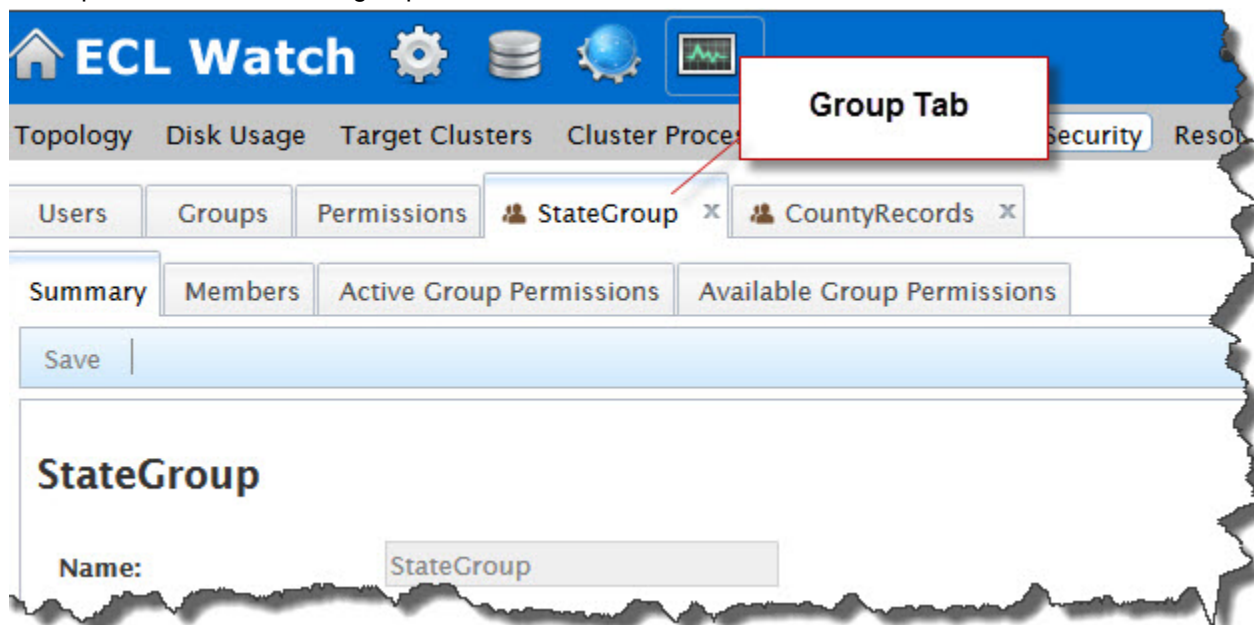 ECL Watch
Group Tab
Topology Disk Usage Target Clusters Cluster Security
Users Groups Permissions StateGroup x CountyRecords x
Summary Members Active Group Permissions Available Group Permissions
Save
StateGroup
Name: StateGroup